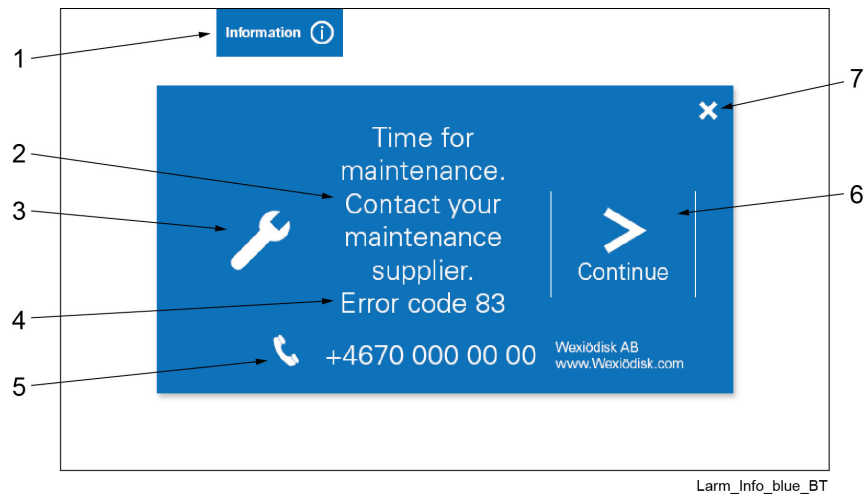 Information
1
7
Time for
maintenance.
2
Contact your
3
maintenance
6
supplier.
Continue
4
Error code 83
5
+4670 000 00 00
Wexiödisk AB
www.Wexiödisk.com
Larm_Info_blue_BT